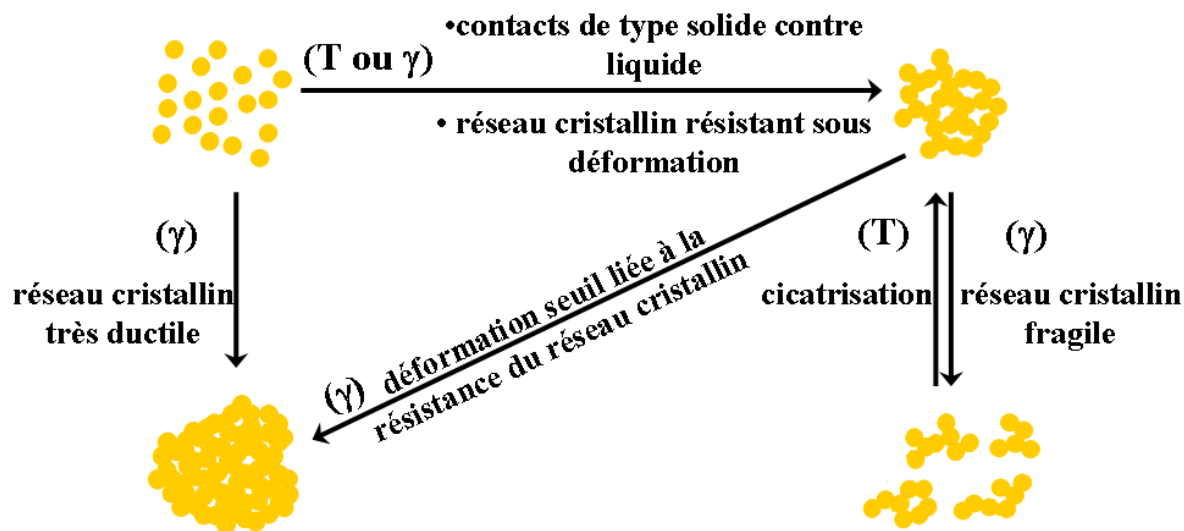 •contacts de type solide contre
liquide
(T ou γ)
• réseau cristallin résistant sous
déformation
(γ)
réseau cristallin
très ductile
(γ) déformation seuil liée à la
résistance du réseau cristallin
(T)
cicatrisation
(γ)
réseau cristallin
fragile